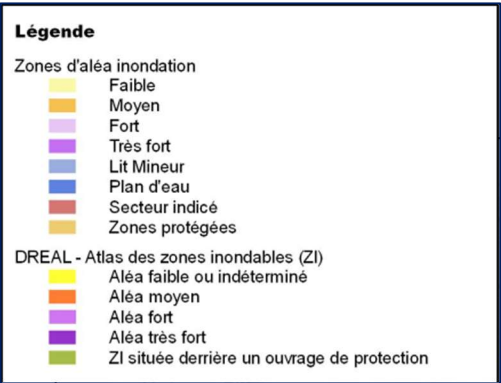 Légende
Zones d'aléa inondation
Faible
Moyen
Fort
Très fort
Lit Mineur
Plan d'eau
Secteur indicé
Zones protégées
DREAL - Atlas des zones inondables (ZI)
Aléa faible ou indéterminé
Aléa moyen
Aléa fort
Aléa très fort
ZI située derrière un ouvrage de protection